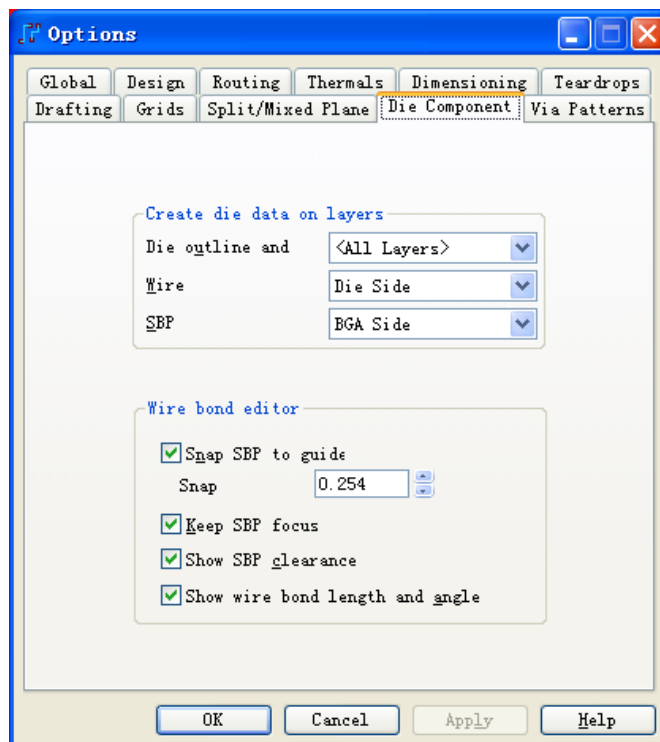 Options
Global Design Routing Thermals Dimensioning Teardrops
Drafting Grids Split/Mixed Plane Die Component Via Patterns
Create die data on layers
Die outline and <All Layers>
Wire Die Side
SBP BGA Side
Wire bond editor
Snap SBP to guide
Snap 0.254
Keep SBP focus
Show SBP clearance
Show wire bond length and angle
OK Cancel Apply Help